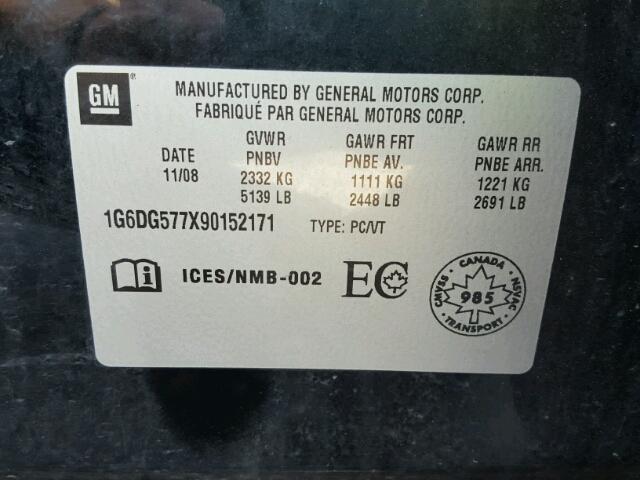 GM
MANUFACTURED BY GENERAL MOTORS CORP.
FABRIQUÉ PAR GENERAL MOTORS CORP.
GVWR GAWR FRT GAWR RR
DATE PNBV PNBE AV. PNBE ARR.
11/08 2332 KG 1111 KG 1221 KG
5139 LB 2448 LB 2691 LB
1G6DG577X90152171 TYPE: PC/VT
i ICES/NMB-002 EC
CANADA
CMVSS 985 NSVAC
TRANSPORT